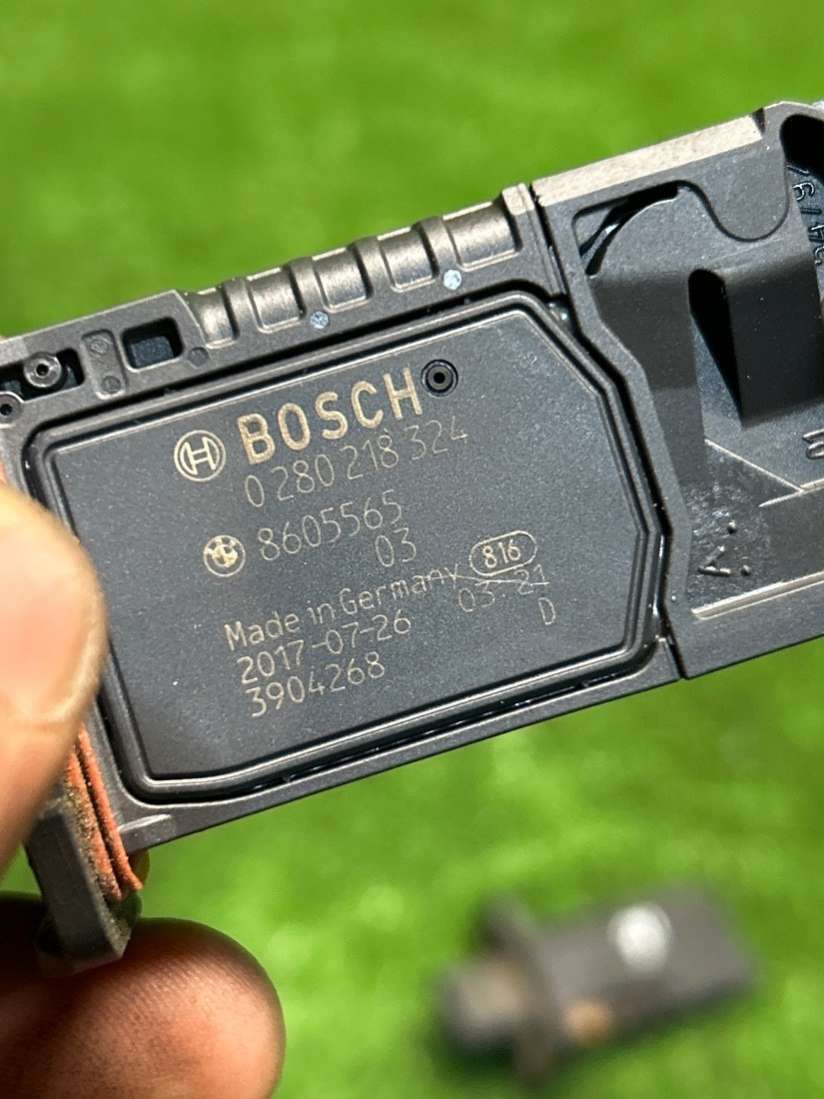 BOSCH
0 280 218 324
8605565
03
816
Made in Germany
2017-07-26 03:21
3904268 D